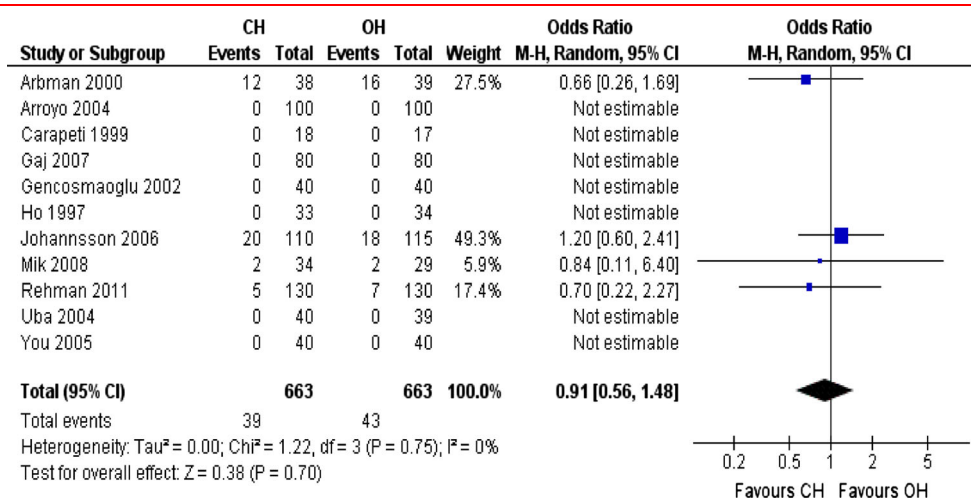 CH OH Odds Ratio Odds Ratio
Study or Subgroup Events Total Events Total Weight M-H, Random, 95% CI M-H, Random, 95% CI
Arbman 2000 12 38 16 39 27.5% 0.66 [0.26, 1.69]
Arroyo 2004 0 100 0 100 Not estimable
Carapeti 1999 0 18 0 17 Not estimable
Gaj 2007 0 80 0 80 Not estimable
Gencosmaoglu 2002 0 40 0 40 Not estimable
Ho 1997 0 33 0 34 Not estimable
Johannsson 2006 20 110 18 115 49.3% 1.20 [0.60, 2.41]
Mik 2008 2 34 2 29 5.9% 0.84 [0.11, 6.40]
Rehman 2011 5 130 7 130 17.4% 0.70 [0.22, 2.27]
Uba 2004 0 40 0 39 Not estimable
You 2005 0 40 0 40 Not estimable
Total (95% CI) 663 663 100.0% 0.91 [0.56, 1.48]
Total events 39 43
Heterogeneity: Tau² = 0.00; Chi² = 1.22, df = 3 (P = 0.75); I² = 0%
Test for overall effect: Z = 0.38 (P = 0.70)
0.2 0.5 1 2 5
Favours CH Favours OH